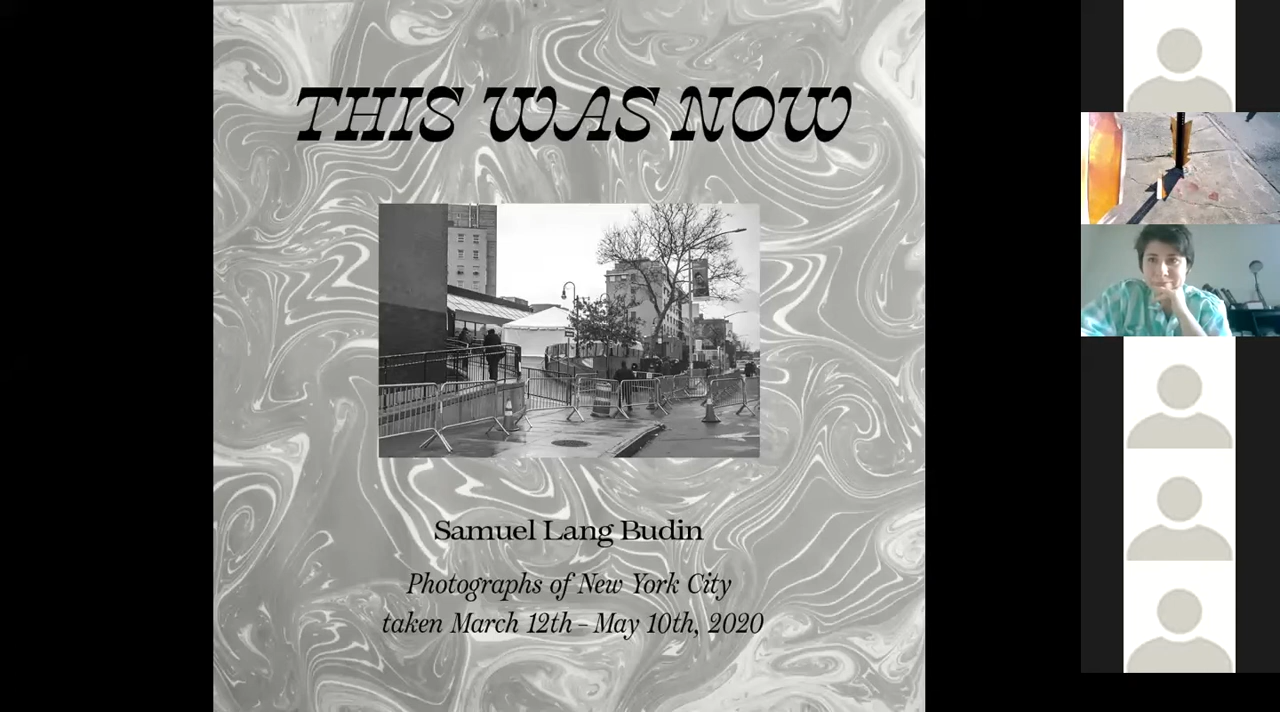 THIS WAS NOW
Samuel Lang Budin
Photographs of New York City
taken March 12th – May 10th, 2020